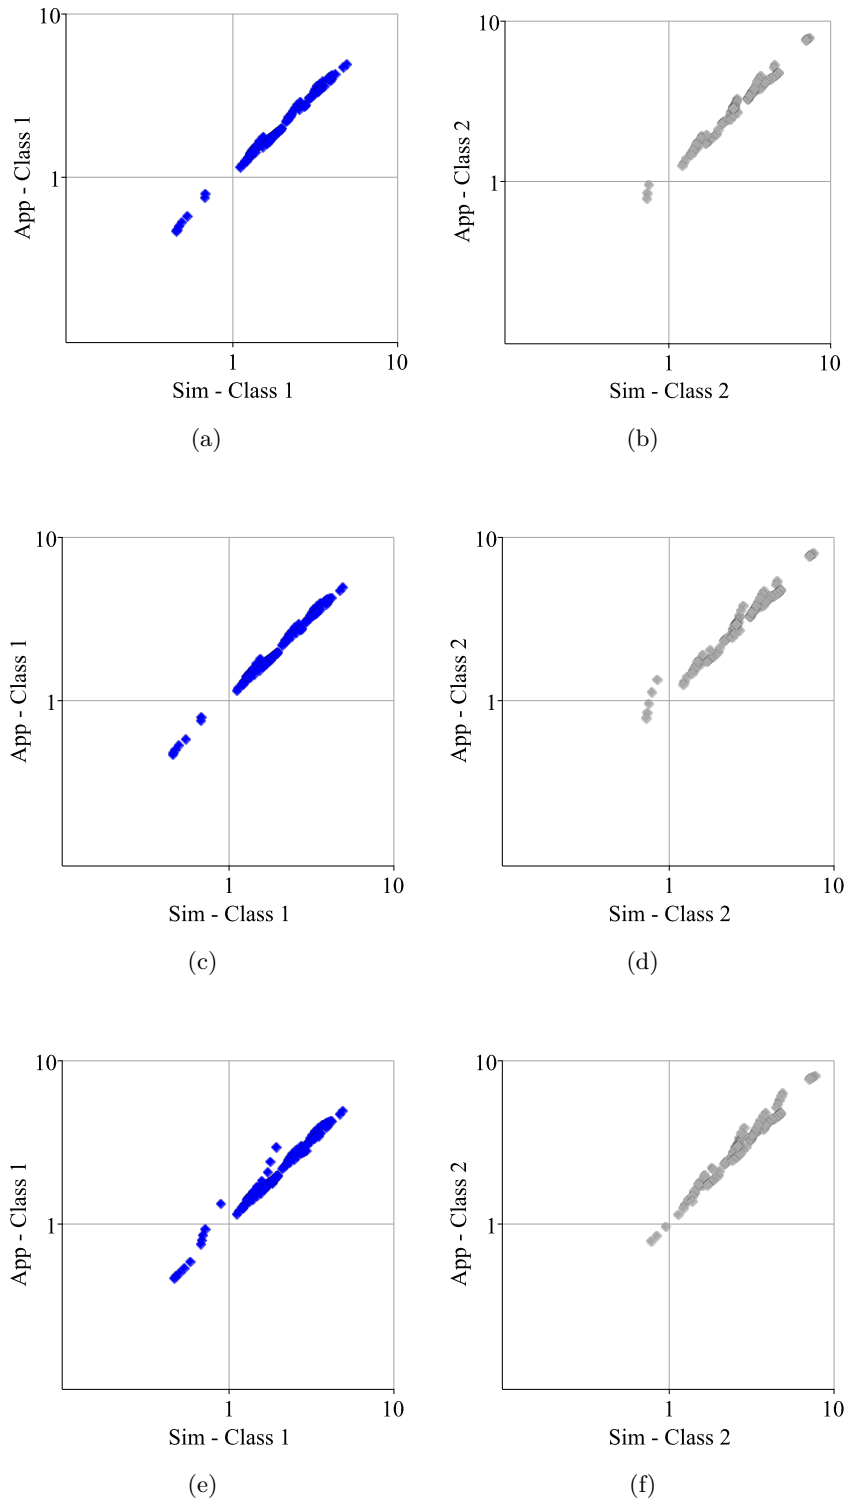 10
App - Class 1
1
1
10
Sim - Class 1
(a)
10
App - Class 2
1
1
10
Sim - Class 2
(b)
10
App - Class 1
1
1
10
Sim - Class 1
(c)
10
App - Class 2
1
1
10
Sim - Class 2
(d)
10
App - Class 1
1
1
10
Sim - Class 1
(e)
10
App - Class 2
1
1
10
Sim - Class 2
(f)